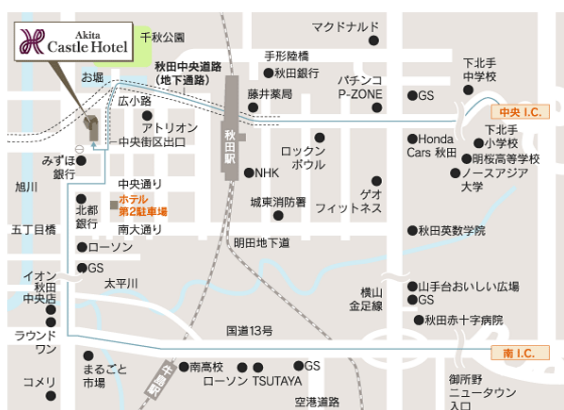 Akita
Castle Hotel
千秋公園
マクドナルド
お堀
秋田中央道路
(地下通路)
手形陸橋
秋田銀行
藤井薬局
パチンコ
P-ZONE
GS
下北手
中学校
中央 I.C.
広小路
アトリオン
中央街区出口
秋田駅
ロックン
ボウル
Honda
Cars 秋田
下北手
小学校
明桜高等学校
ノースアジア
大学
みずほ
銀行
旭川
中央通り
NHK
ホテル
第2駐車場
北都
銀行
城東消防署
ゴオ
フィットネス
五丁目橋
南大通り
明田地下道
秋田英数学院
ローソン
GS
イオン
秋田
中央店
太平川
横山
金足線
山手台おいしい広場
GS
秋田赤十字病院
ラウンド
ワン
国道13号
南 I.C.
まるごと
市場
南高校
ローソン
TSUTAYA
GS
コメリ
牛島駅
空港道路
御所野
ニュータウン
入口